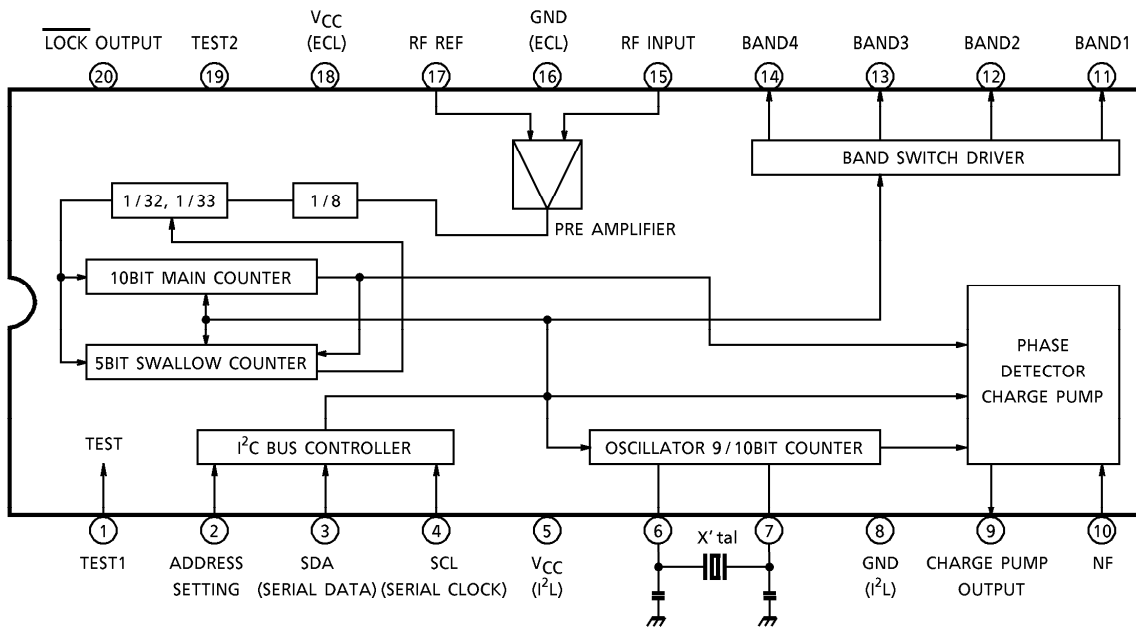 V̅CC GND
LOCK OUTPUT TEST2 (ECL) RF REF (ECL) RF INPUT BAND4 BAND3 BAND2 BAND1
20 19 18 17 16 15 14 13 12 11
BAND SWITCH DRIVER
1/32, 1/33 1/8
PRE AMPLIFIER
10BIT MAIN COUNTER
5BIT SWALLOW COUNTER
PHASE
DETECTOR
CHARGE PUMP
TEST
I²C BUS CONTROLLER
OSCILLATOR 9/10BIT COUNTER
1 2 3 4 5 6 7 8 9 10
X'tal
TEST1 ADDRESS SDA SCL VCC GND CHARGE PUMP NF
SETTING (SERIAL DATA) (SERIAL CLOCK) (I²L) (I²L) OUTPUT